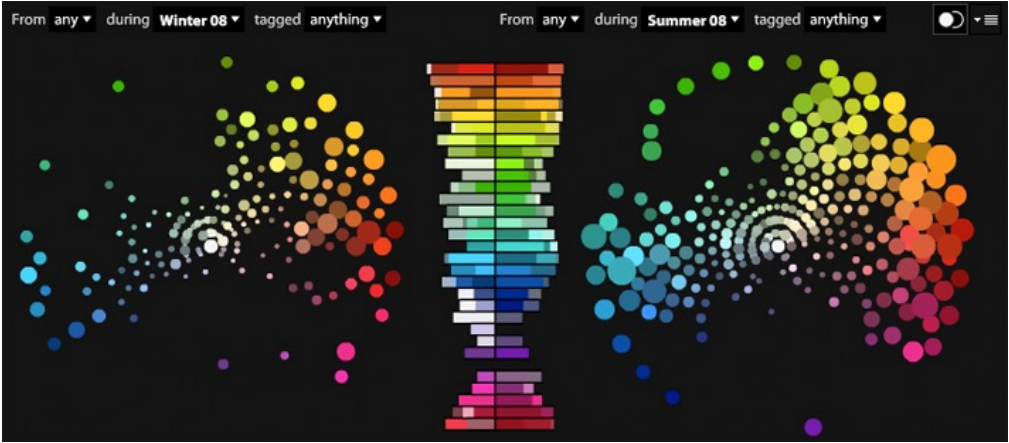 From any during Winter 08 tagged anything
From any during Summer 08 tagged anything